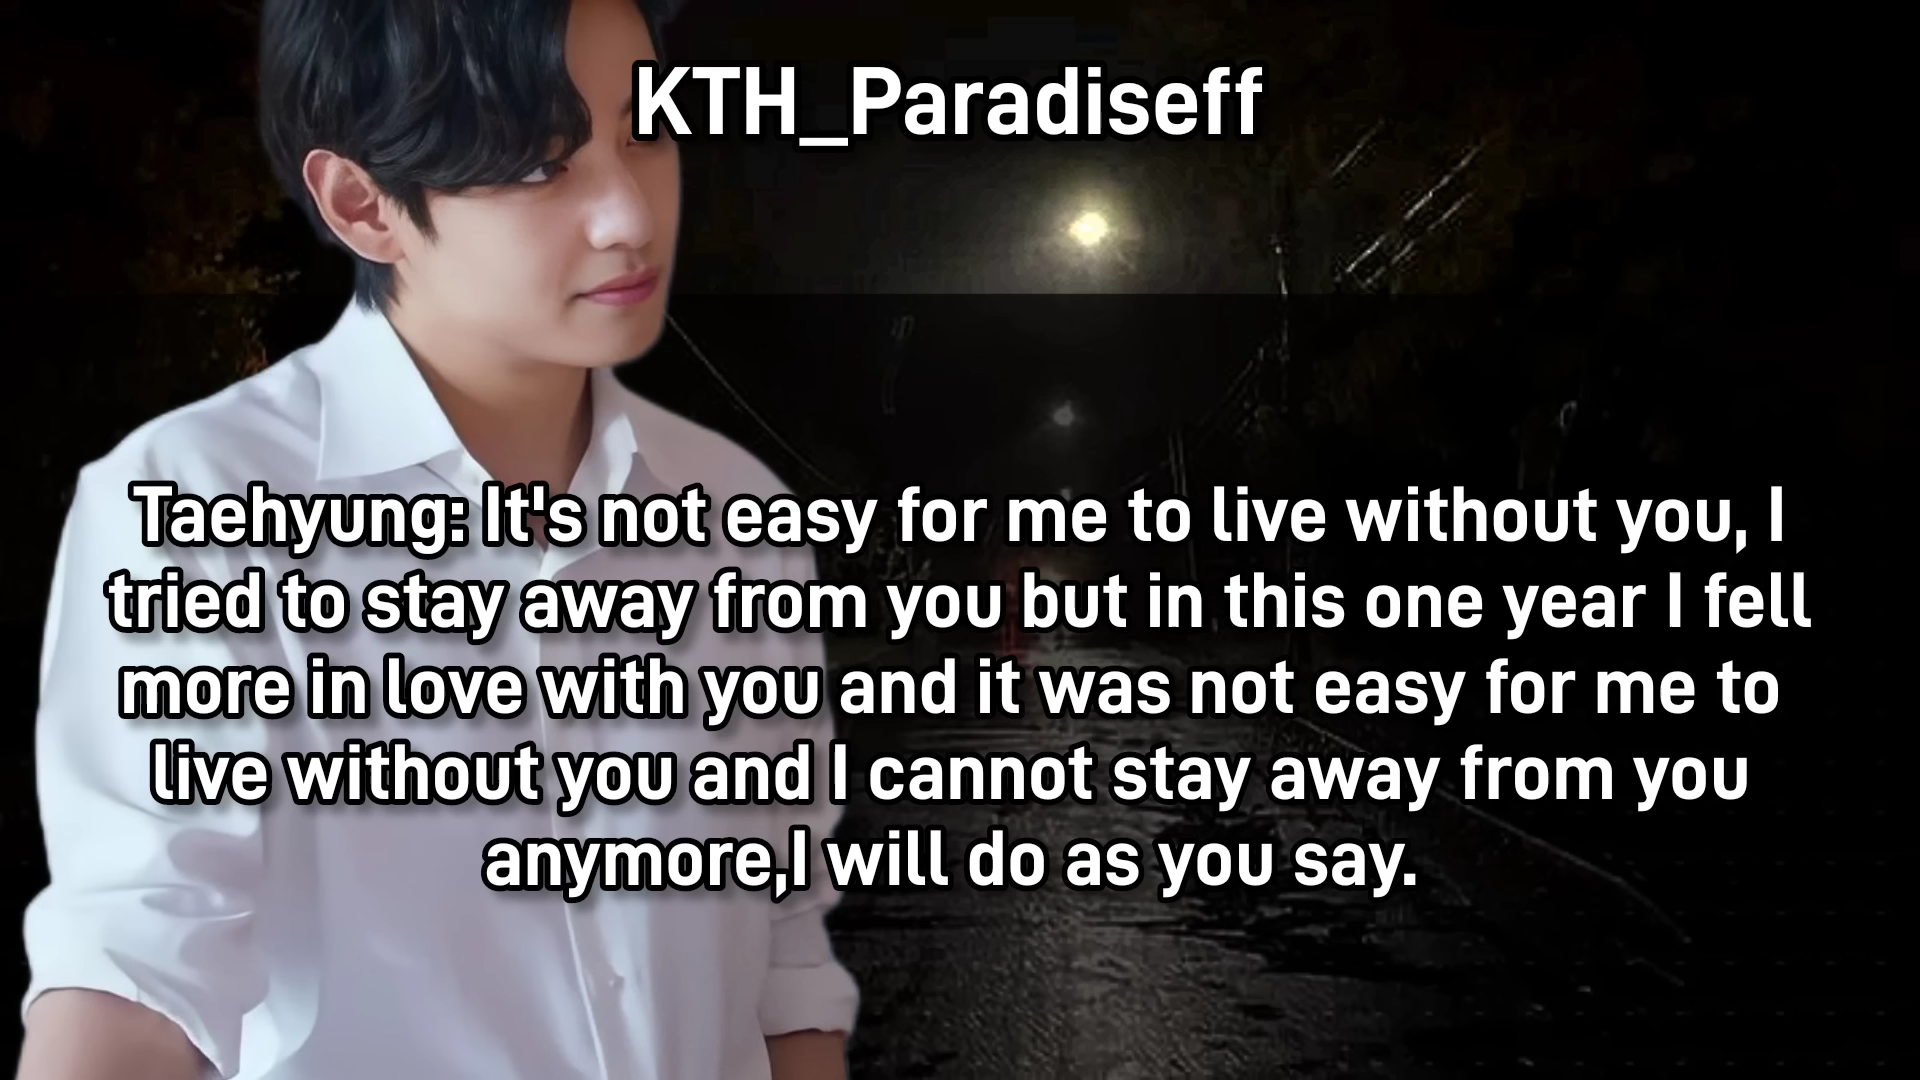 KTH_Paradiseff
Taehyung: It's not easy for me to live without you, I
tried to stay away from you but in this one year I fell
more in love with you and it was not easy for me to
live without you and I cannot stay away from you
anymore,I will do as you say.